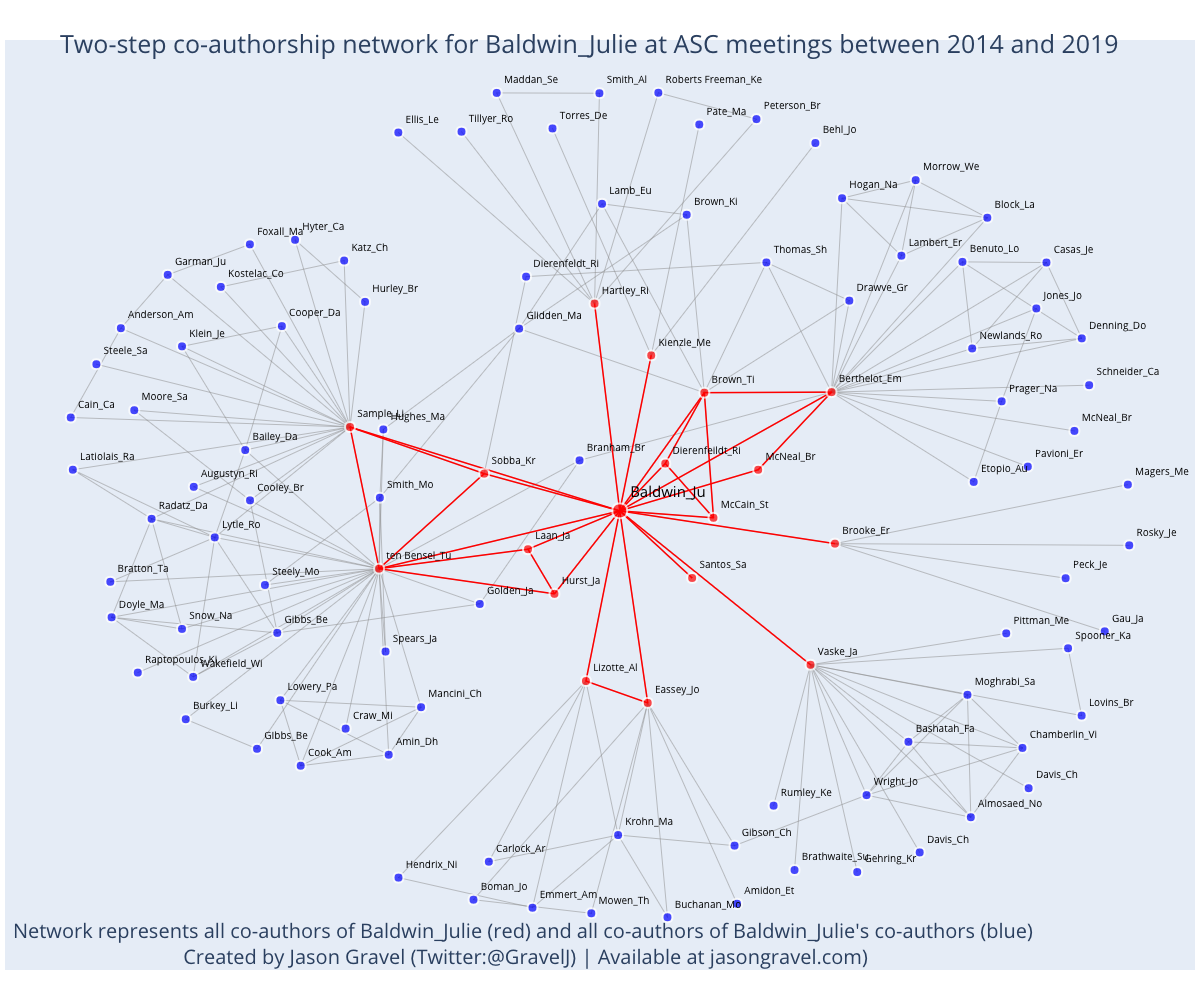 Two-step co-authorship network for Baldwin_Julie at ASC meetings between 2014 and 2019
Maddan_Se
Smith_Al
Roberts Freeman_Ke
Ellis_Le
Tillyer_Ro
Torres_De
Pate_Ma
Peterson_Br
Behl_Jo
Morrow_We
Hogan_Na
Lamb_Eu
Brown_Ki
Block_La
Foxall_Ma
Hyter_Ca
Katz_Ch
Lambert_Er
Benuto_Lo
Casas_Je
Garman_Ju
Kostelac_Co
Dierenfeldt_Ri
Thomas_Sh
Hurley_Br
Hartley_Ri
Drawve_Gr
Jones_Jo
Anderson_Am
Klein_Je
Cooper_Da
Glidden_Ma
Newlands_Ro
Denning_Do
Steele_Sa
Kienzle_Me
Brown_Ti
Berthelot_Em
Schneider_Ca
Prager_Na
Cain_Ca
Moore_Sa
Sample_Li
Hughes_Ma
McNeal_Br
Bailey_Da
Branham_Br
Dierenfeildt_Ri
McNeal_Br
Pavioni_Er
Latiolais_Ra
Augustyn_Ri
Sobba_Kr
Etopio_Au
Magers_Me
Cooley_Br
Smith_Mo
Baldwin_Ju
McCain_St
Radatz_Da
Lytle_Ro
Laan_Ja
Brooke_Er
Rosky_Je
ten Bensel_Tu
Bratton_Ta
Steely_Mo
Hurst_Ja
Santos_Sa
Peck_Je
Doyle_Ma
Snow_Na
Gibbs_Be
Golden_Ja
Pittman_Me
Gau_Ja
Spooner_Ka
Raptopoulos_Ki
Wakefield_Wi
Spears_Ja
Lizotte_Al
Vaske_Ja
Lowery_Pa
Mancini_Ch
Eassey_Jo
Moghrabi_Sa
Lovins_Br
Burkey_Li
Craw_Mi
Bashatah_Fa
Chamberlin_Vi
Gibbs_Be
Cook_Am
Amin_Dh
Rumley_Ke
Wright_Jo
Davis_Ch
Almosaed_No
Krohn_Ma
Gibson_Ch
Davis_Ch
Hendrix_Ni
Carlock_Ar
Brathwaite_Su
Gehring_Kr
Boman_Jo
Emmert_Am
Mowen_Th
Buchanan_Mo
Amidon_Et
Network represents all co-authors of Baldwin_Julie (red) and all co-authors of Baldwin_Julie's co-authors (blue)
Created by Jason Gravel (Twitter:@GravelJ) | Available at jasongravel.com)